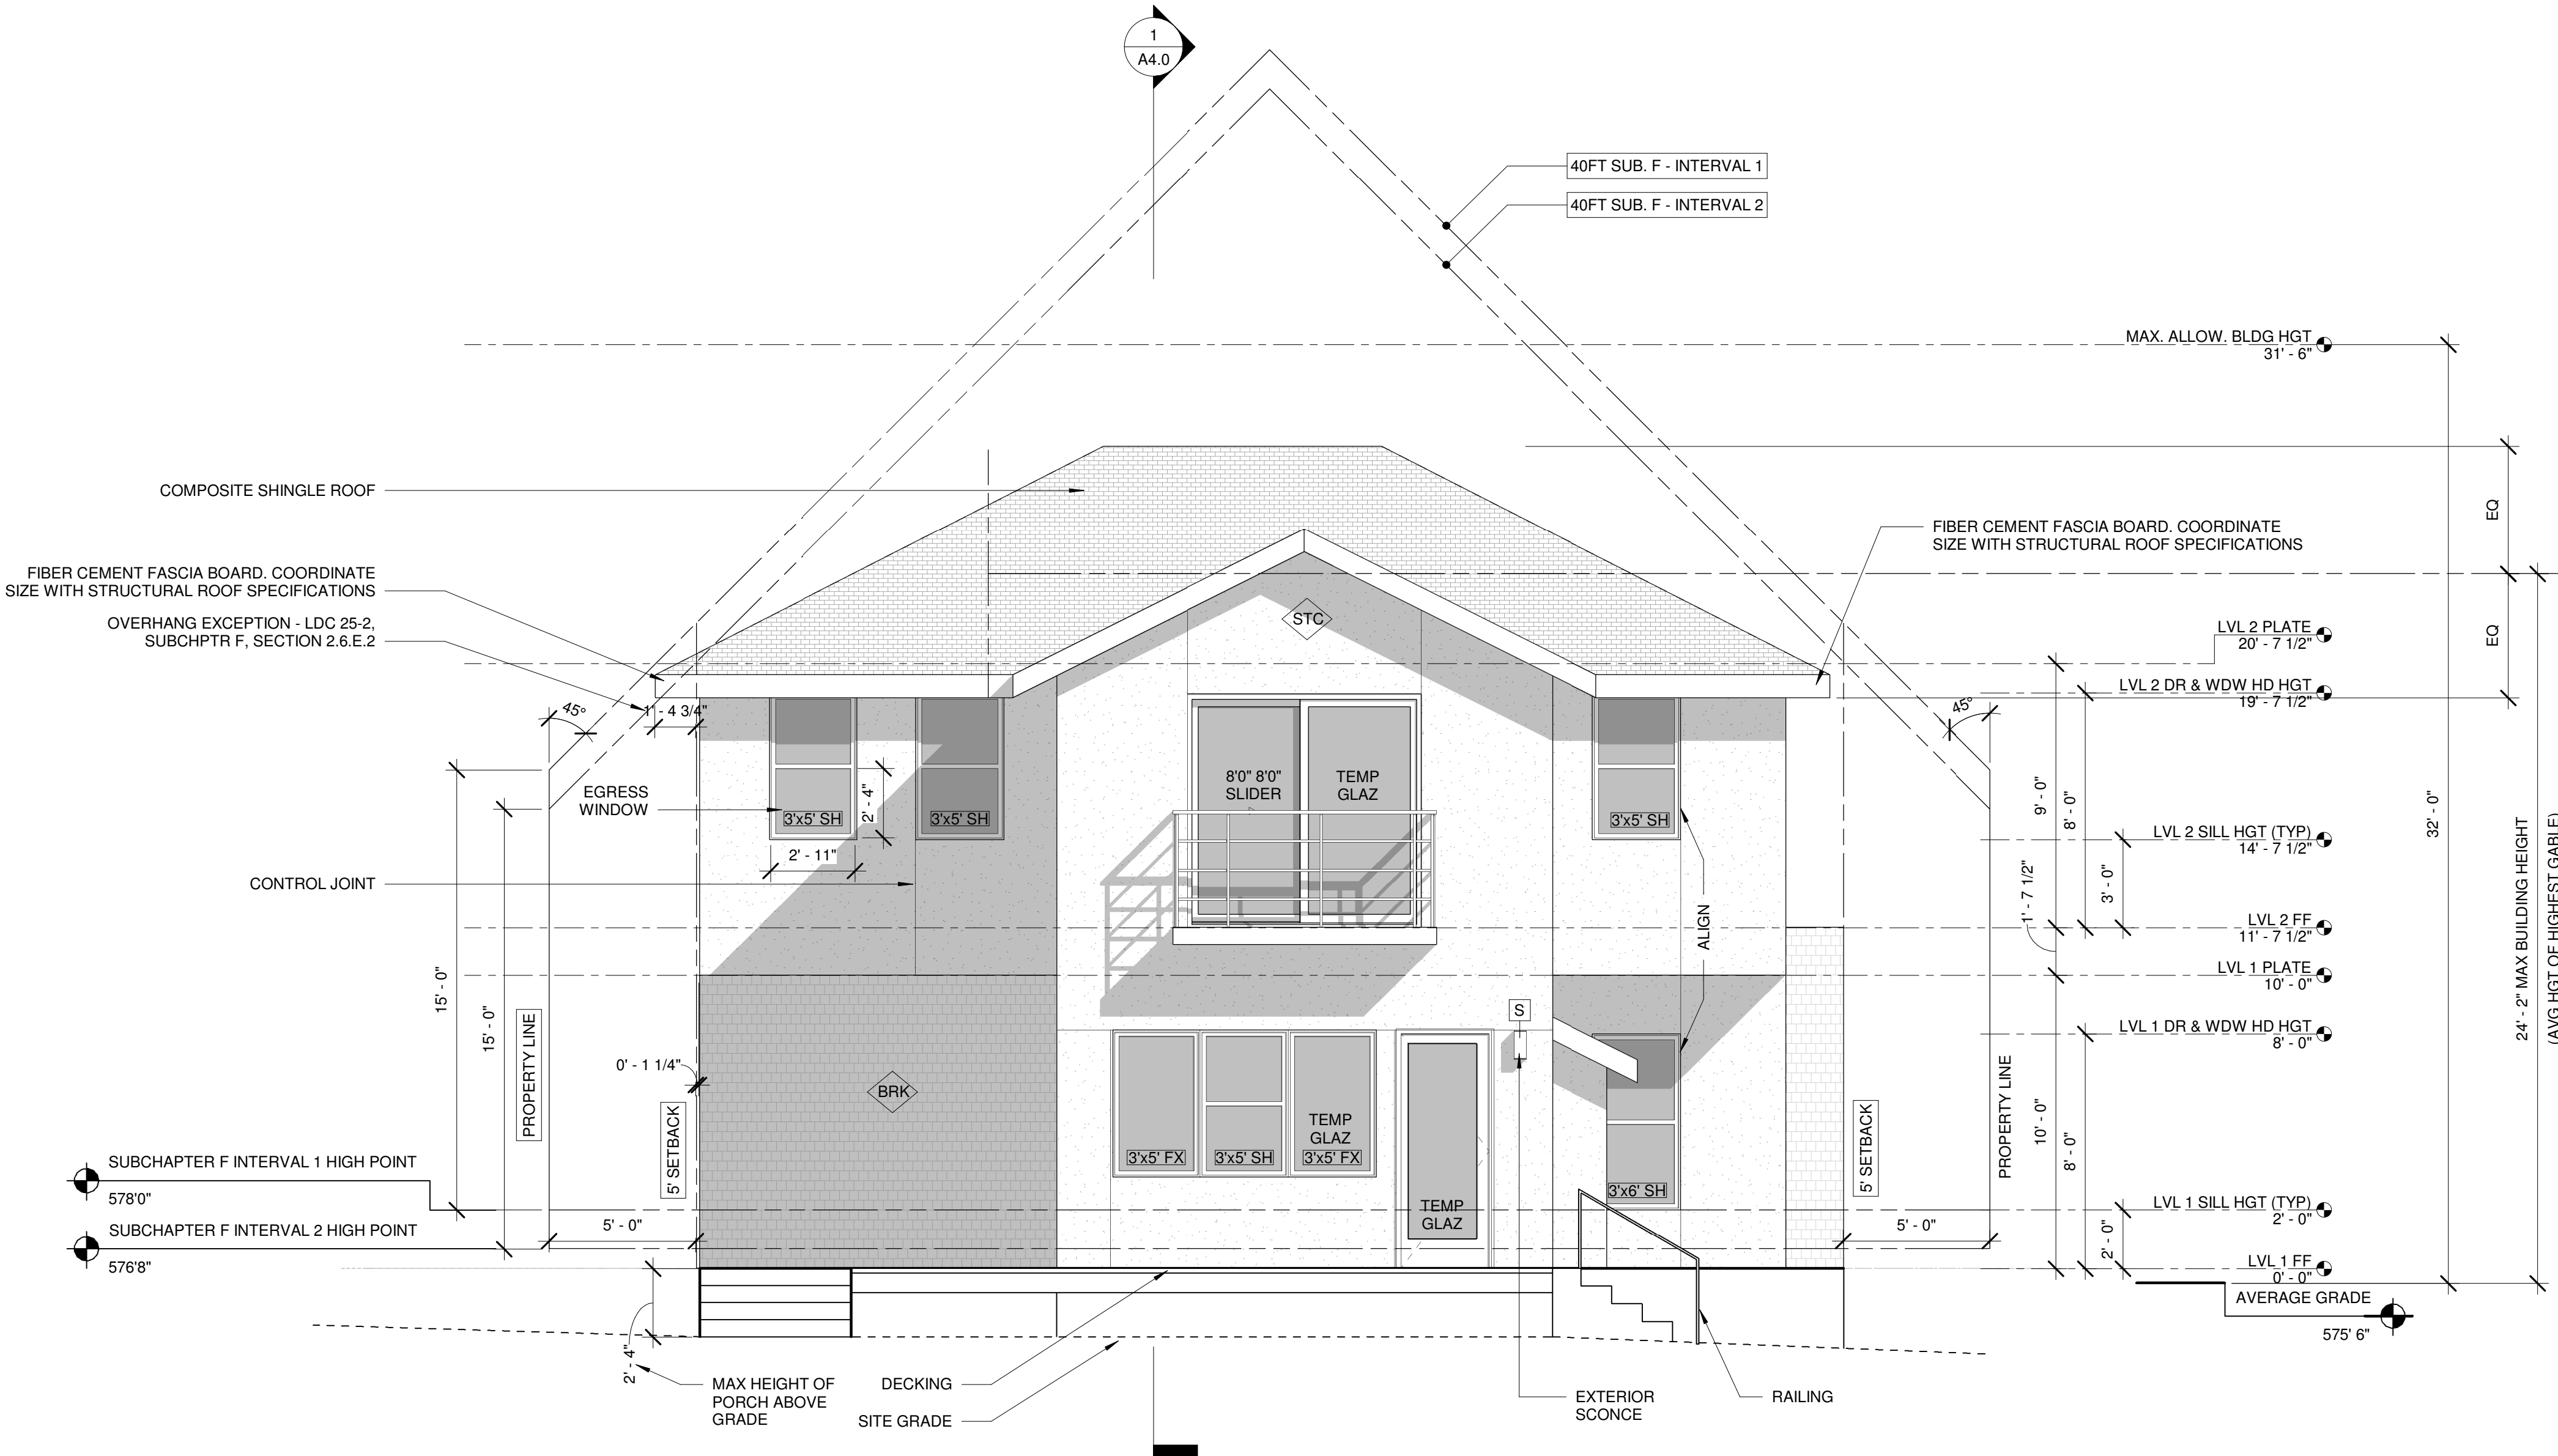 1
A4.0
40FT SUB. F - INTERVAL 1
40FT SUB. F - INTERVAL 2
MAX. ALLOW. BLDG HGT
31' - 6"
COMPOSITE SHINGLE ROOF
FIBER CEMENT FASCIA BOARD. COORDINATE
SIZE WITH STRUCTURAL ROOF SPECIFICATIONS
OVERHANG EXCEPTION - LDC 25-2,
SUBCHPTR F, SECTION 2.6.E.2
FIBER CEMENT FASCIA BOARD. COORDINATE
SIZE WITH STRUCTURAL ROOF SPECIFICATIONS
EQ
EQ
STC
LVL 2 PLATE
20' - 7 1/2"
LVL 2 DR & WDW HD HGT
19' - 7 1/2"
45°
1' - 4 3/4"
45°
EGRESS
WINDOW
3'x5' SH
2' - 4"
3'x5' SH
2' - 11"
8'0" 8'0"
SLIDER
TEMP
GLAZ
3'x5' SH
CONTROL JOINT
ALIGN
9' - 0"
8' - 0"
3' - 0"
1' - 7 1/2"
32' - 0"
24' - 2" MAX BUILDING HEIGHT
(AVG HGT OF HIGHEST GABLE)
LVL 2 SILL HGT (TYP)
14' - 7 1/2"
LVL 2 FF
11' - 7 1/2"
LVL 1 PLATE
10' - 0"
LVL 1 DR & WDW HD HGT
8' - 0"
15' - 0"
15' - 0"
PROPERTY LINE
0' - 1 1/4"
5' SETBACK
BRK
S
TEMP
GLAZ
3'x5' FX
3'x5' SH
3'x5' FX
TEMP
GLAZ
3'x6' SH
5' SETBACK
PROPERTY LINE
10' - 0"
8' - 0"
2' - 0"
SUBCHAPTER F INTERVAL 1 HIGH POINT
578'0"
SUBCHAPTER F INTERVAL 2 HIGH POINT
576'8"
5' - 0"
5' - 0"
LVL 1 SILL HGT (TYP)
2' - 0"
LVL 1 FF
0' - 0"
AVERAGE GRADE
575' 6"
2' - 4"
MAX HEIGHT OF
PORCH ABOVE
GRADE
DECKING
SITE GRADE
EXTERIOR
SCONCE
RAILING